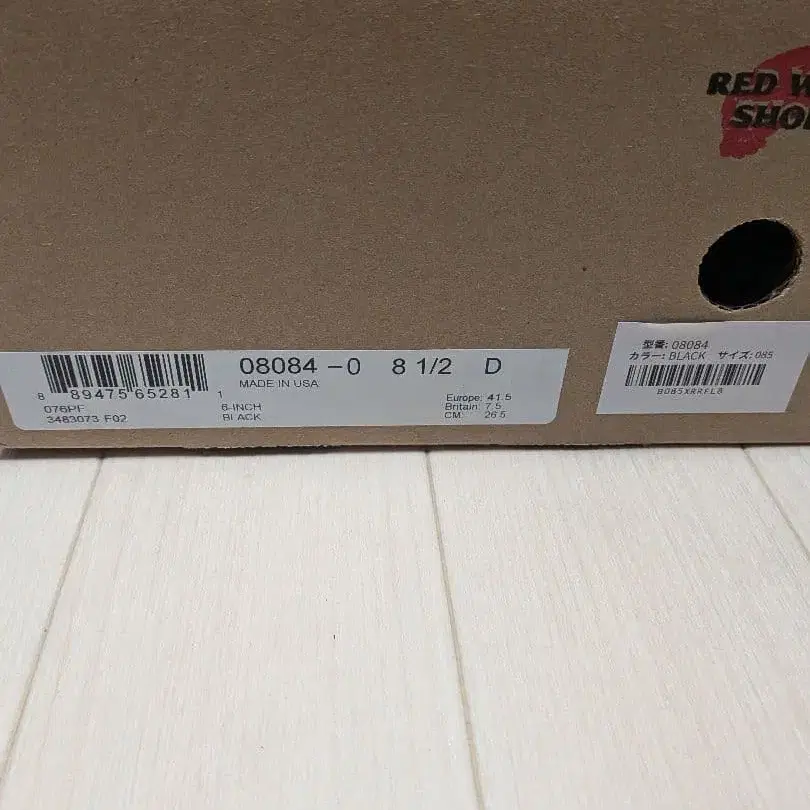 RED W
SHO
08084 -0 8 1/2 D
MADE IN USA
8 89475 65281 1
076PF 6-INCH
3483073 F02 BLACK
Europe: 41.5
Britain: 7.5
CM: 26.5
型番: 08084
カラー: BLACK サイズ: 085
B085XRRFL8